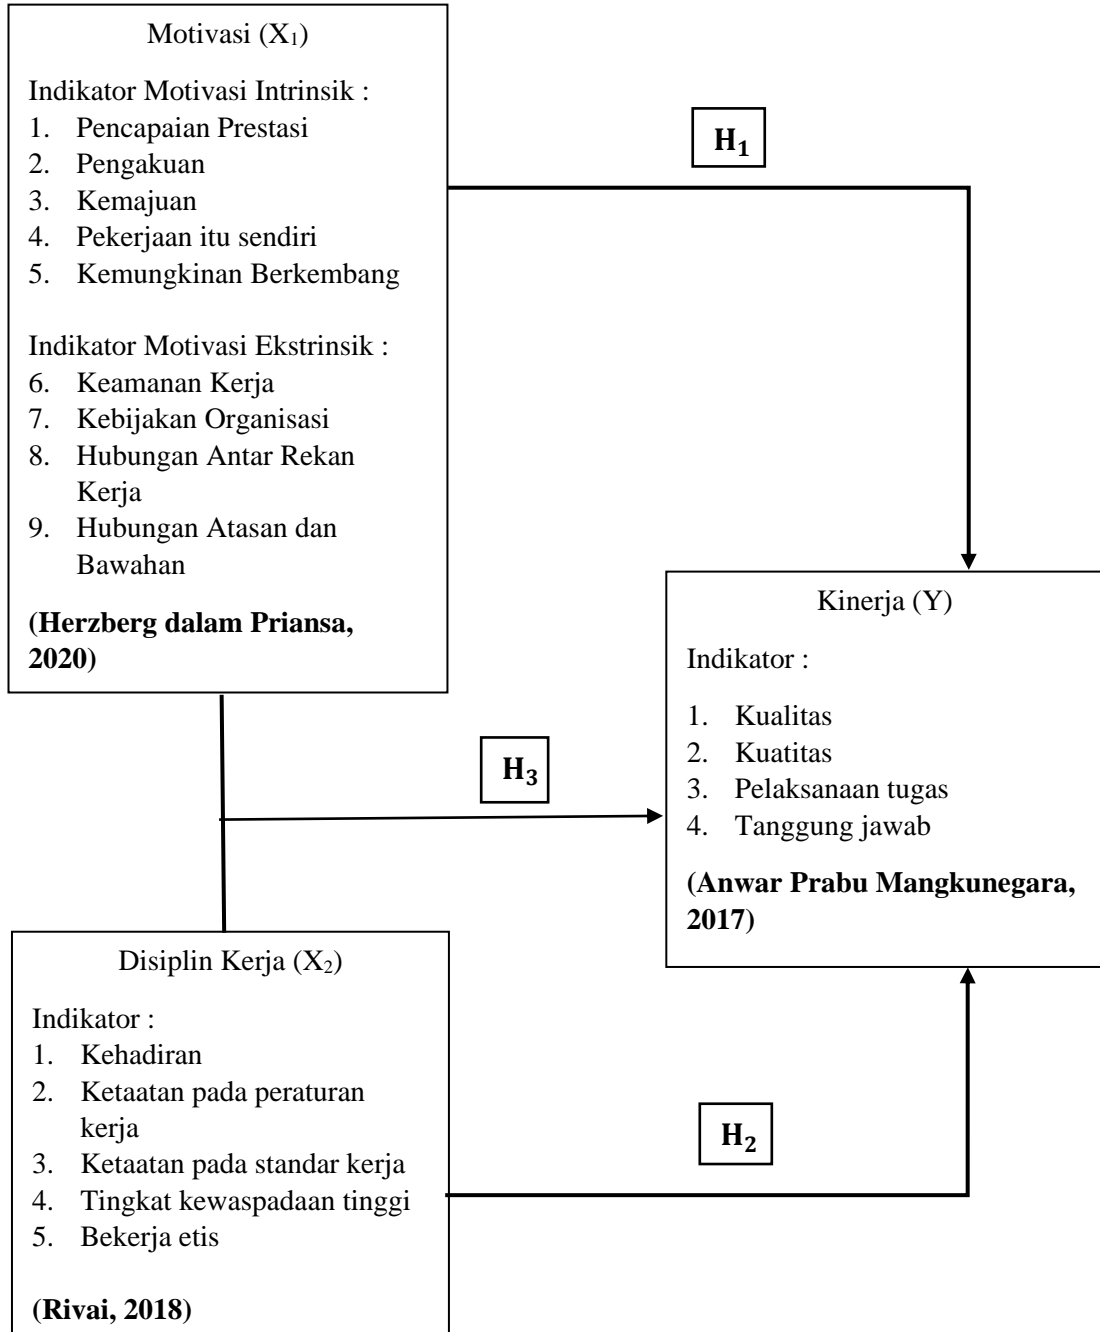 Motivasi (X₁)
Indikator Motivasi Intrinsik :
1. Pencapaian Prestasi
2. Pengakuan
3. Kemajuan
4. Pekerjaan itu sendiri
5. Kemungkinan Berkembang
Indikator Motivasi Ekstrinsik :
6. Keamanan Kerja
7. Kebijakan Organisasi
8. Hubungan Antar Rekan
Kerja
9. Hubungan Atasan dan
Bawahan
(Herzberg dalam Priansa,
2020)
H₁
Kinerja (Y)
Indikator :
1. Kualitas
2. Kuatitas
3. Pelaksanaan tugas
4. Tanggung jawab
(Anwar Prabu Mangkunegara,
2017)
H₃
Disiplin Kerja (X₂)
Indikator :
1. Kehadiran
2. Ketaatan pada peraturan
kerja
3. Ketaatan pada standar kerja
4. Tingkat kewaspadaan tinggi
5. Bekerja etis
(Rivai, 2018)
H₂